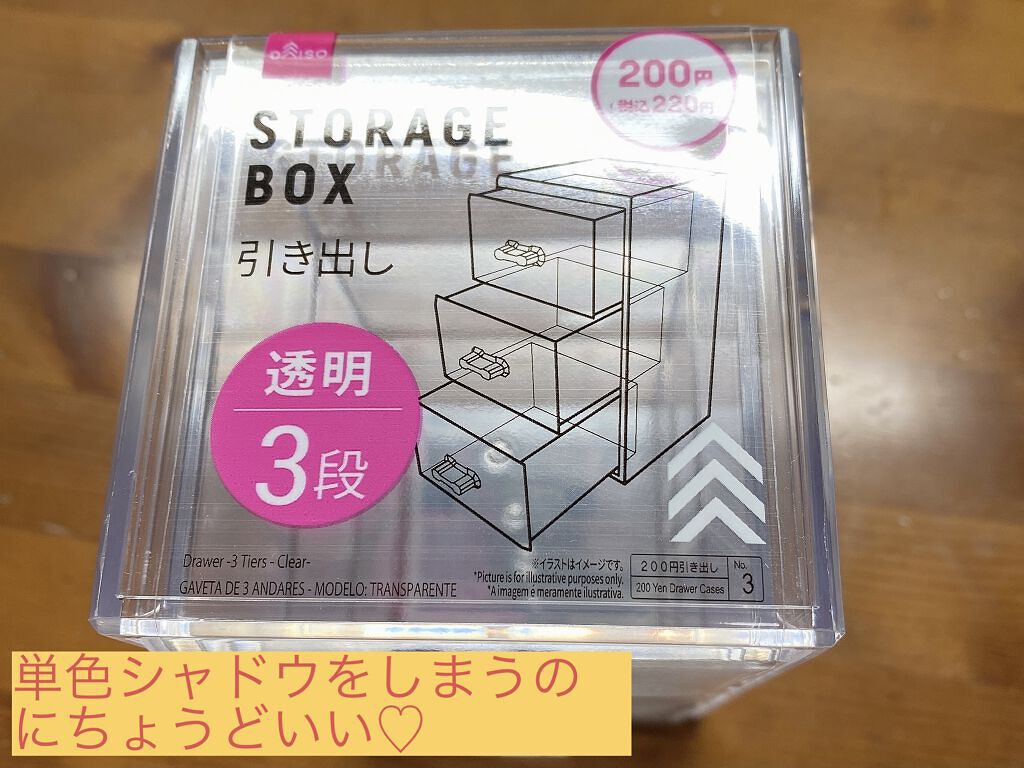 DAISO
200円
(税込220円)
STORAGE
BOX
引き出し
透明
3段
Drawer -3 Tiers - Clear-
GAVETA DE 3 ANDARES - MODELO: TRANSPARENTE
※イラストはイメージです。
*Picture is for illustrative purposes only.
*A imagem é meramente ilustrativa.
200円引き出し
200 Yen Drawer Cases
No.
3
単色シャドウをしまうの
にちょうどいい♡